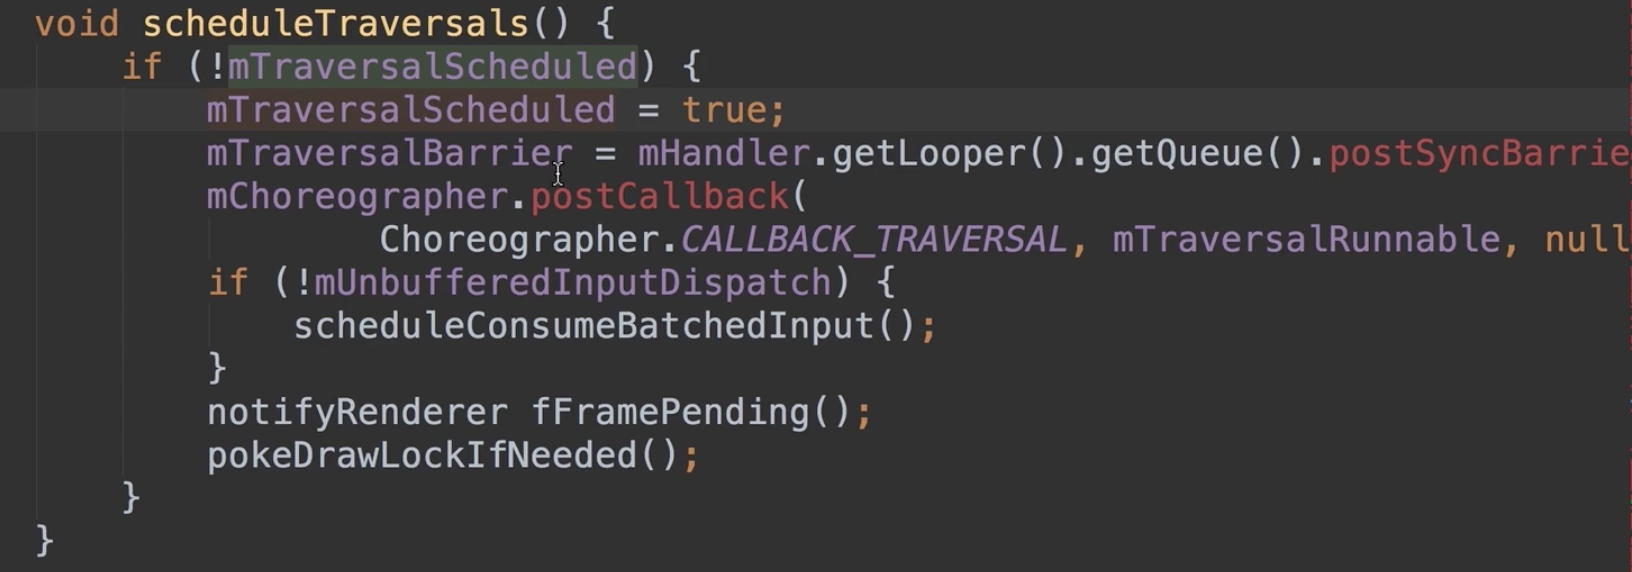 void scheduleTraversals() {
if (!mTraversalScheduled) {
mTraversalScheduled = true;
mTraversalBarrier = mHandler.getLooper().getQueue().postSyncBarrie
mChoreographer.postCallback(
Choreographer.CALLBACK_TRAVERSAL, mTraversalRunnable, null
if (!mUnbufferedInputDispatch) {
scheduleConsumeBatchedInput();
}
notifyRenderer fFramePending();
pokeDrawLockIfNeeded();
}
}